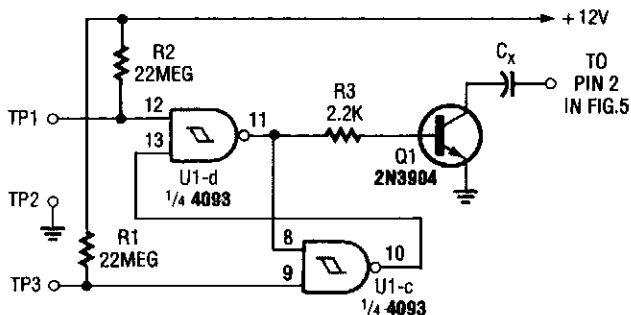 +12V
R2
22MEG
CX
TO
PIN 2
IN FIG.5
R3
2.2K
TP1
12
11
13
Q1
2N3904
U1-d
1/4 4093
TP2
R1
22MEG
8
10
9
TP3
U1-c
1/4 4093